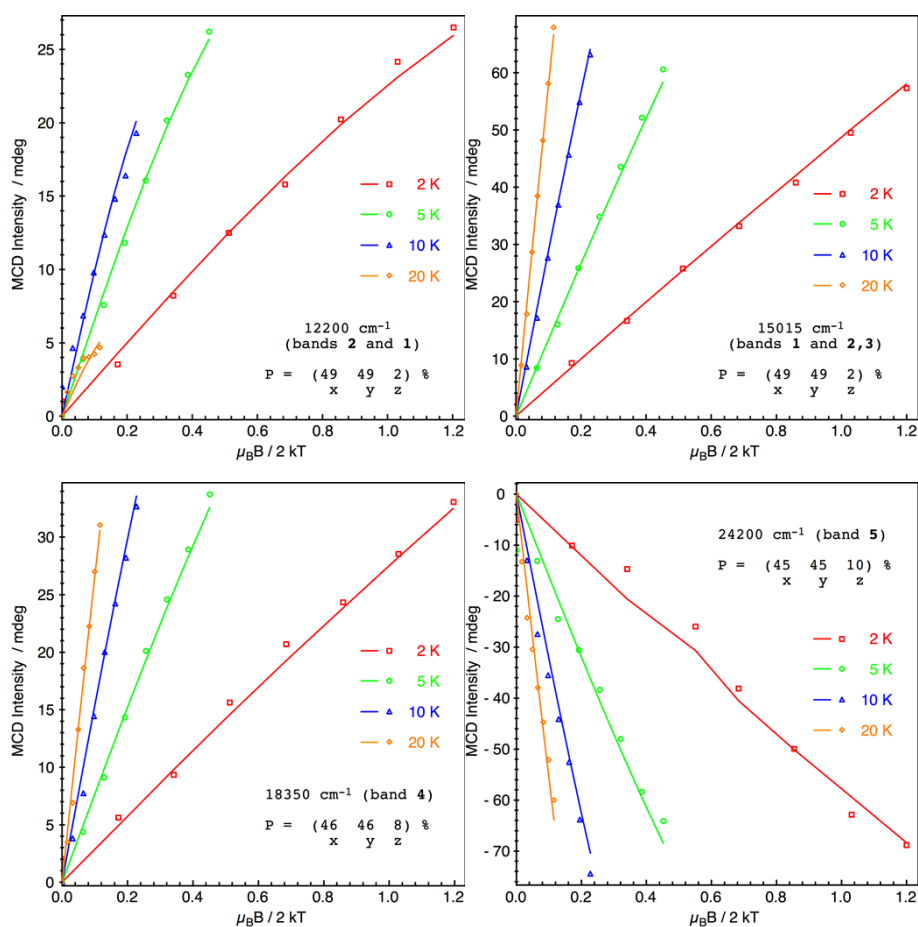 MCD Intensity / mdeg
25
20
15
10
5
0
2 K
5 K
10 K
20 K
12200 cm⁻¹
(bands 2 and 1)
P = (49 49 2) %
x y z
0.0 0.2 0.4 0.6 0.8 1.0 1.2
μBB / 2 kT
MCD Intensity / mdeg
60
50
40
30
20
10
0
2 K
5 K
10 K
20 K
15015 cm⁻¹
(bands 1 and 2,3)
P = (49 49 2) %
x y z
0.0 0.2 0.4 0.6 0.8 1.0 1.2
μBB / 2 kT
MCD Intensity / mdeg
30
25
20
15
10
5
0
2 K
5 K
10 K
20 K
18350 cm⁻¹ (band 4)
P = (46 46 8) %
x y z
0.0 0.2 0.4 0.6 0.8 1.0 1.2
μBB / 2 kT
MCD Intensity / mdeg
0
- 10
- 20
- 30
- 40
- 50
- 60
- 70
24200 cm⁻¹ (band 5)
P = (45 45 10) %
x y z
2 K
5 K
10 K
20 K
0.0 0.2 0.4 0.6 0.8 1.0 1.2
μBB / 2 kT